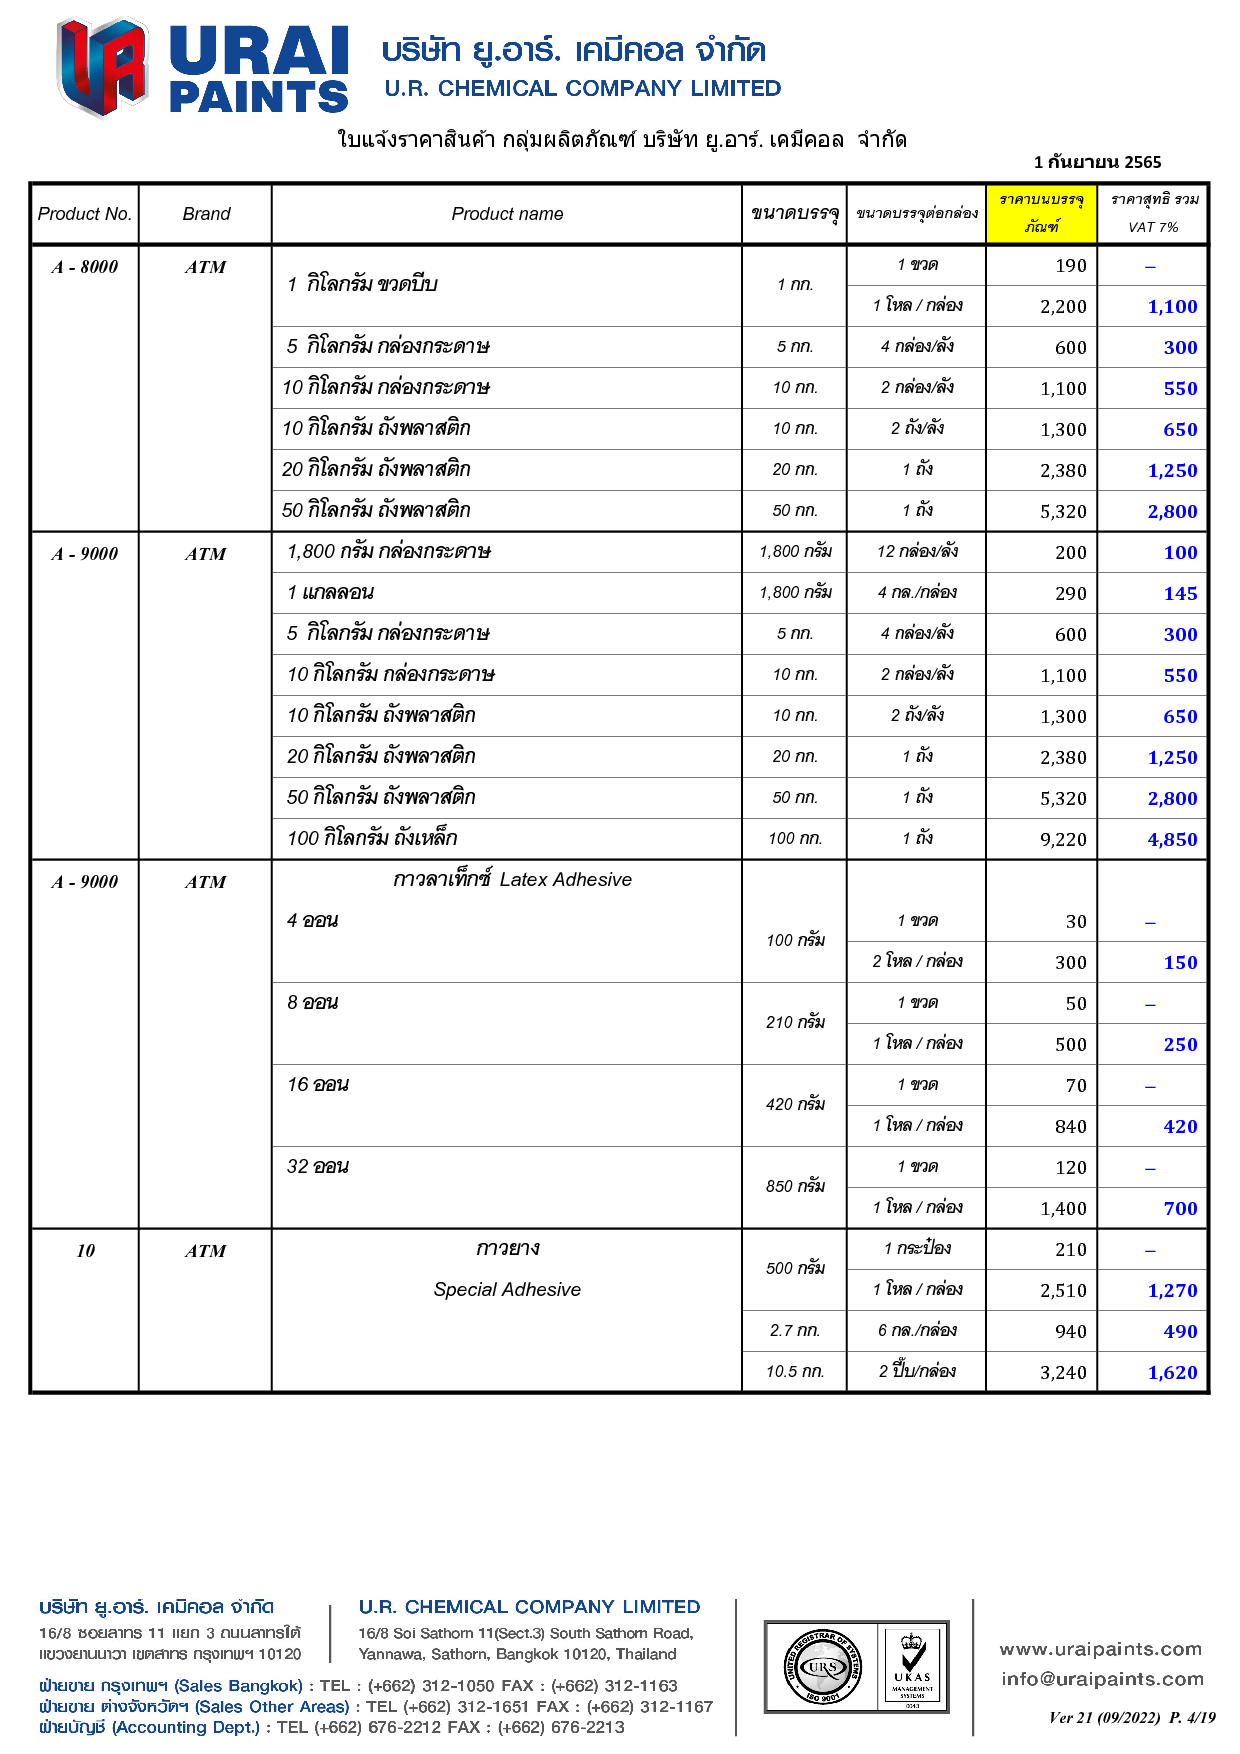 URAI PAINTS
บริษัท ยู.อาร์. เคมีคอล จำกัด
U.R. CHEMICAL COMPANY LIMITED
ใบแจ้งราคาสินค้า กลุ่มผลิตภัณฑ์ บริษัท ยู.อาร์. เคมีคอล จำกัด
1 กันยายน 2565
Product No. Brand Product name ขนาดบรรจุ ขนาดบรรจุต่อกล่อง ราคาบนบรรจุภัณฑ์ ราคาสุทธิ รวม VAT 7%
A - 8000 ATM 1 กิโลกรัม ขวดบีบ 1 กก. 1 ขวด 190 –
1 โหล / กล่อง 2,200 1,100
5 กิโลกรัม กล่องกระดาษ 5 กก. 4 กล่อง/ลัง 600 300
10 กิโลกรัม กล่องกระดาษ 10 กก. 2 กล่อง/ลัง 1,100 550
10 กิโลกรัม ถังพลาสติก 10 กก. 2 ถัง/ลัง 1,300 650
20 กิโลกรัม ถังพลาสติก 20 กก. 1 ถัง 2,380 1,250
50 กิโลกรัม ถังพลาสติก 50 กก. 1 ถัง 5,320 2,800
A - 9000 ATM 1,800 กรัม กล่องกระดาษ 1,800 กรัม 12 กล่อง/ลัง 200 100
1 แกลลอน 1,800 กรัม 4 กล./กล่อง 290 145
5 กิโลกรัม กล่องกระดาษ 5 กก. 4 กล่อง/ลัง 600 300
10 กิโลกรัม กล่องกระดาษ 10 กก. 2 กล่อง/ลัง 1,100 550
10 กิโลกรัม ถังพลาสติก 10 กก. 2 ถัง/ลัง 1,300 650
20 กิโลกรัม ถังพลาสติก 20 กก. 1 ถัง 2,380 1,250
50 กิโลกรัม ถังพลาสติก 50 กก. 1 ถัง 5,320 2,800
100 กิโลกรัม ถังเหล็ก 100 กก. 1 ถัง 9,220 4,850
A - 9000 ATM กาวลาเท็กซ์ Latex Adhesive
4 ออน 100 กรัม 1 ขวด 30 –
2 โหล / กล่อง 300 150
8 ออน 210 กรัม 1 ขวด 50 –
1 โหล / กล่อง 500 250
16 ออน 420 กรัม 1 ขวด 70 –
1 โหล / กล่อง 840 420
32 ออน 850 กรัม 1 ขวด 120 –
1 โหล / กล่อง 1,400 700
10 ATM กาวยาง 500 กรัม 1 กระป๋อง 210 –
Special Adhesive 1 โหล / กล่อง 2,510 1,270
2.7 กก. 6 กล./กล่อง 940 490
10.5 กก. 2 ปี๊บ/กล่อง 3,240 1,620
บริษัท ยู.อาร์. เคมีคอล จำกัด
16/8 ซอยสาทร 11 แยก 3 ถนนสาทรใต้
แขวงยานนาวา เขตสาทร กรุงเทพฯ 10120
U.R. CHEMICAL COMPANY LIMITED
16/8 Soi Sathorn 11(Sect.3) South Sathorn Road,
Yannawa, Sathorn, Bangkok 10120, Thailand
ฝ่ายขาย กรุงเทพฯ (Sales Bangkok) : TEL : (+662) 312-1050 FAX : (+662) 312-1163
ฝ่ายขาย ต่างจังหวัดฯ (Sales Other Areas) : TEL (+662) 312-1651 FAX : (+662) 312-1167
ฝ่ายบัญชี (Accounting Dept.) : TEL (+662) 676-2212 FAX : (+662) 676-2213
UNITED REGISTRAR OF SYSTEMS
URS
ISO 9001
UKAS
MANAGEMENT
SYSTEMS
0043
www.uraipaints.com
info@uraipaints.com
Ver 21 (09/2022) P. 4/19